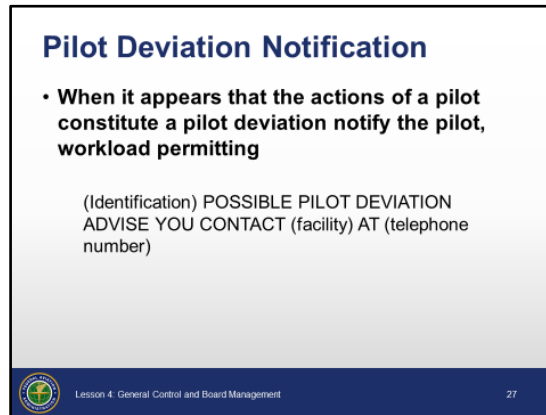 Pilot Deviation Notification
• When it appears that the actions of a pilot
constitute a pilot deviation notify the pilot,
workload permitting
(Identification) POSSIBLE PILOT DEVIATION
ADVISE YOU CONTACT (facility) AT (telephone
number)
Lesson 4: General Control and Board Management
27